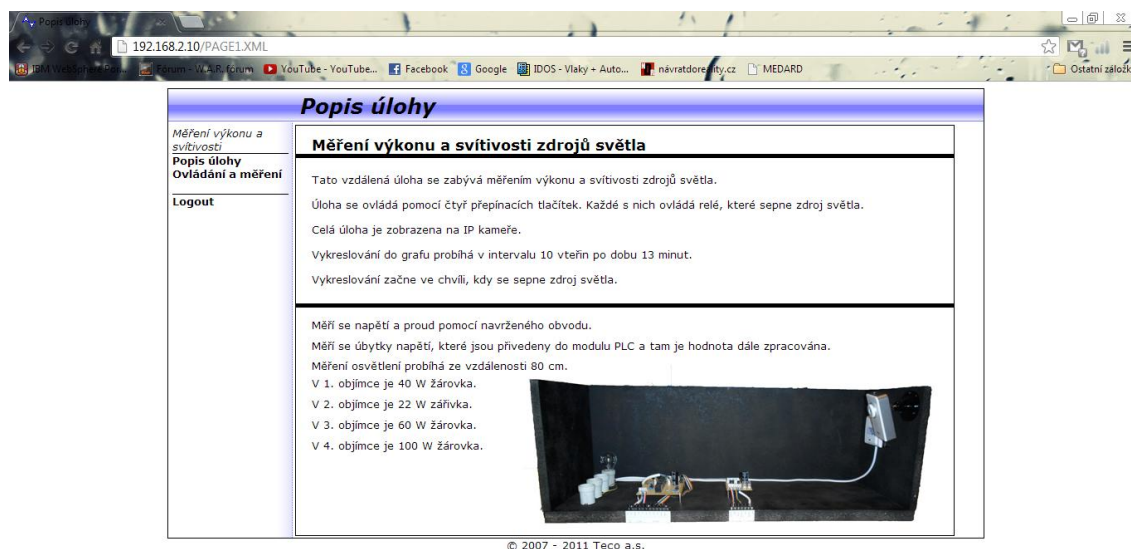 Popis úlohy
192.168.2.10/PAGE1.XML
IBM WebSphere Por... Forum - W.A.R. forum YouTube - YouTube... Facebook Google IDOS - Vlaky + Auto... návratdoreality.cz MEDARD Ostatní záložk
Popis úlohy
Měření výkonu a
svítivosti
Popis úlohy
Ovládání a měření
Logout
Měření výkonu a svítivosti zdrojů světla
Tato vzdálená úloha se zabývá měřením výkonu a svítivosti zdrojů světla.
Úloha se ovládá pomocí čtyř přepínacích tlačítek. Každé s nich ovládá relé, které sepne zdroj světla.
Celá úloha je zobrazena na IP kameře.
Vykreslování do grafu probíhá v intervalu 10 vteřin po dobu 13 minut.
Vykreslování začne ve chvíli, kdy se sepne zdroj světla.
Měří se napětí a proud pomocí navrženého obvodu.
Měří se úbytky napětí, které jsou přivedeny do modulu PLC a tam je hodnota dále zpracována.
Měření osvětlení probíhá ze vzdálenosti 80 cm.
V 1. objímce je 40 W žárovka.
V 2. objímce je 22 W zářivka.
V 3. objímce je 60 W žárovka.
V 4. objímce je 100 W žárovka.
© 2007 - 2011 Teco a.s.